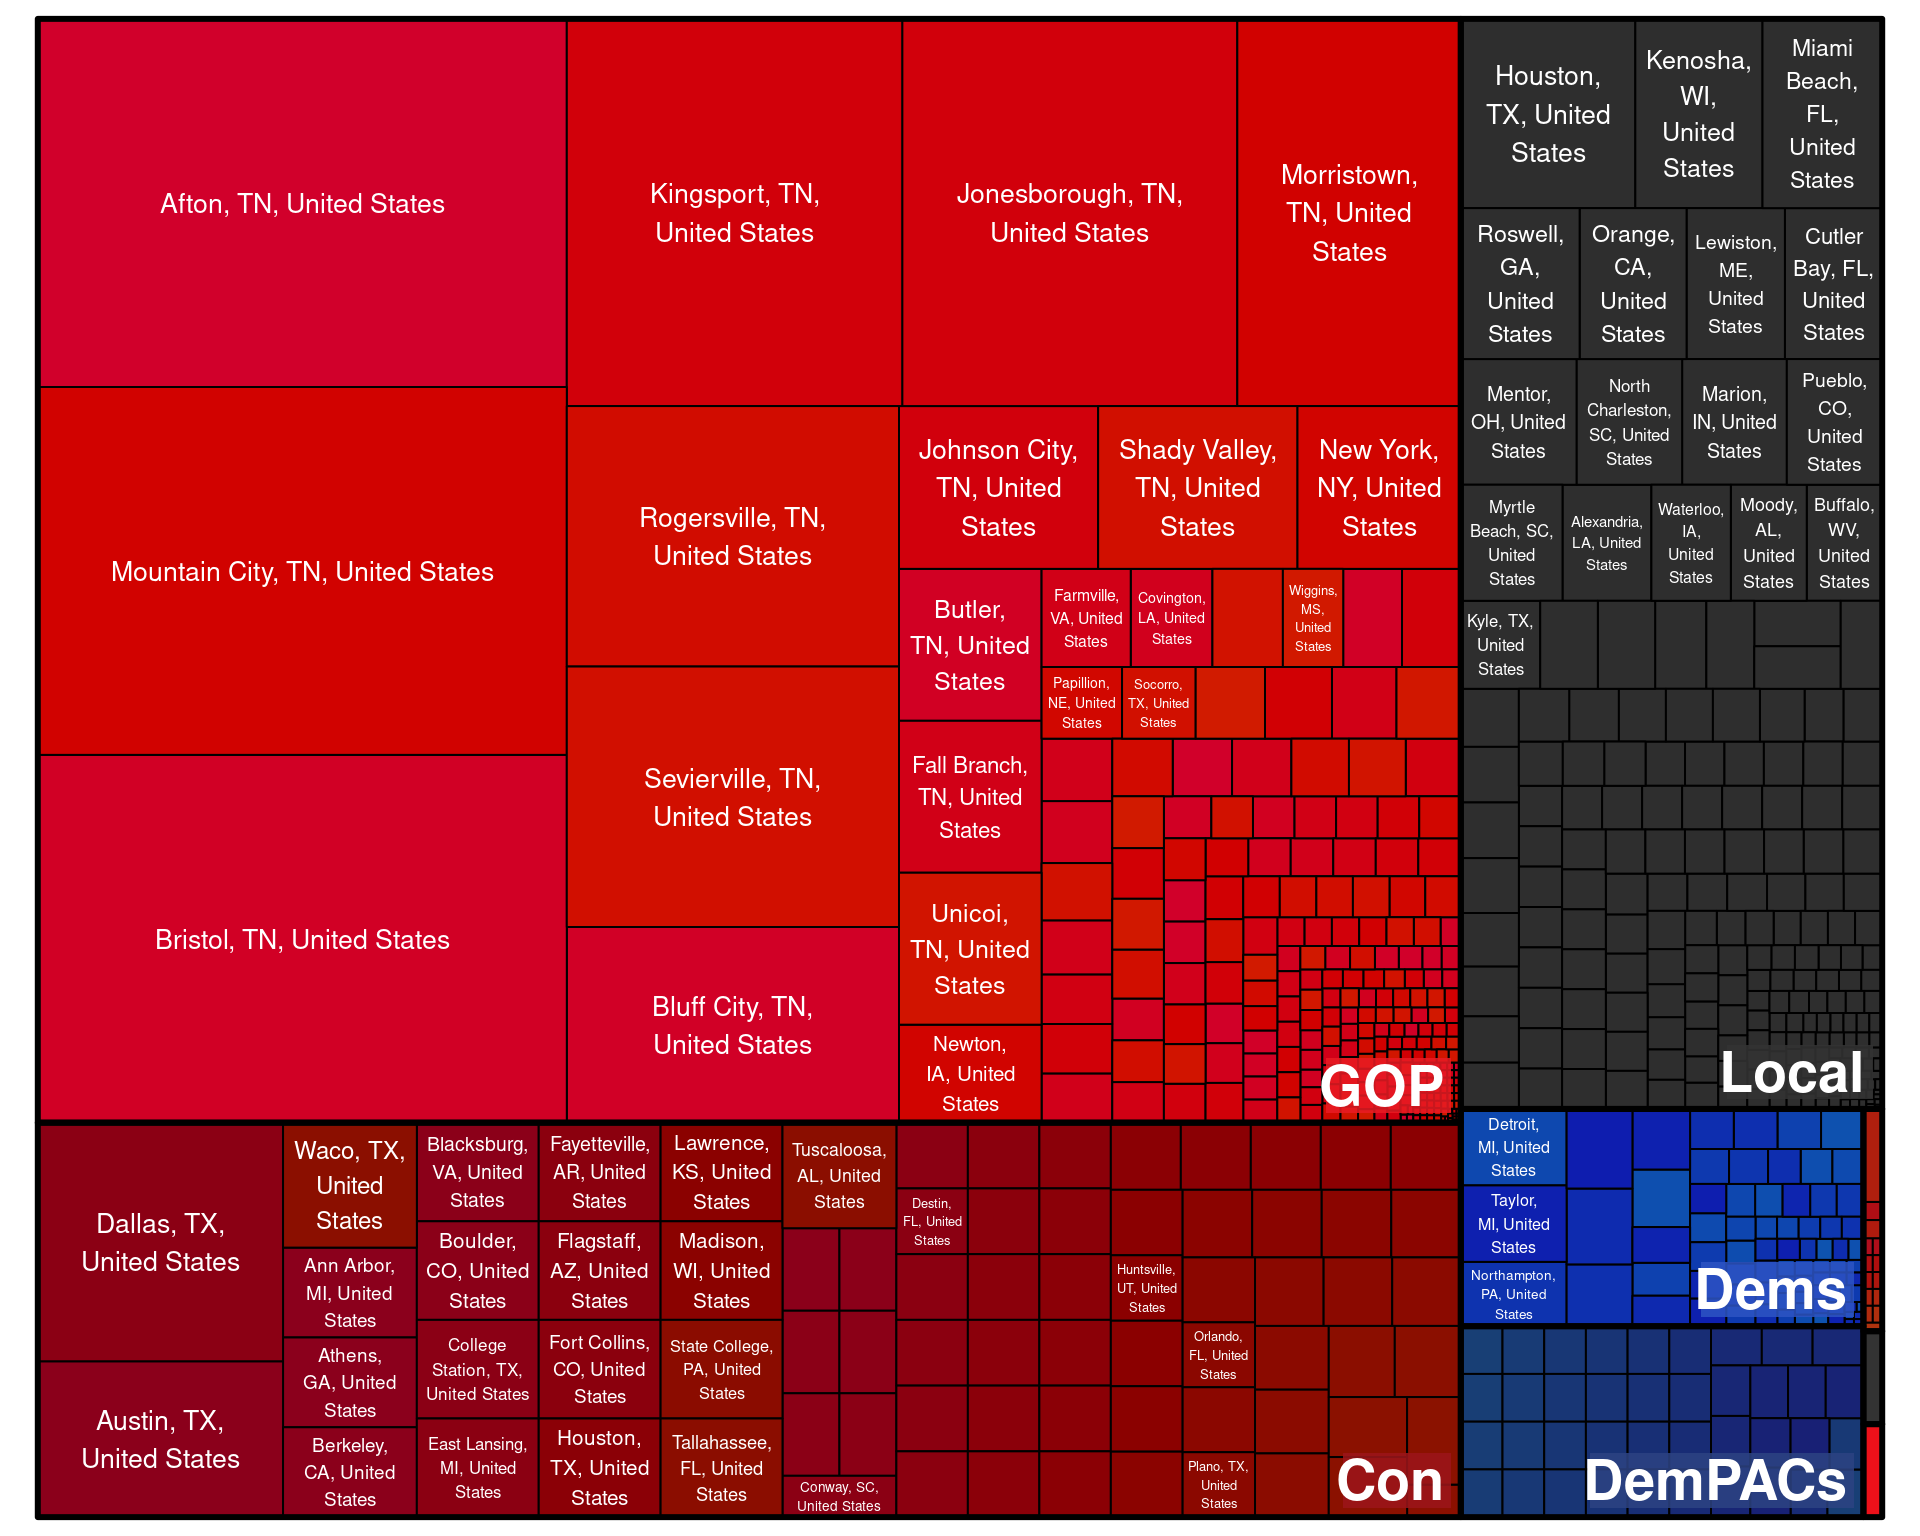 Afton, TN, United States
Mountain City, TN, United States
Bristol, TN, United States
Kingsport, TN,
United States
Jonesborough, TN,
United States
Morristown,
TN, United
States
Rogersville, TN,
United States
Sevierville, TN,
United States
Bluff City, TN,
United States
Johnson City,
TN, United
States
Shady Valley,
TN, United
States
New York,
NY, United
States
Butler,
TN, United
States
Fall Branch,
TN, United
States
Unicoi,
TN, United
States
Newton,
IA, United
States
Farmville,
VA, United
States
Covington,
LA, United
States
Wiggins,
MS,
United
States
Papillion,
NE, United
States
Socorro,
TX, United
States
GOP
Houston,
TX, United
States
Kenosha,
WI,
United
States
Miami
Beach,
FL,
United
States
Roswell,
GA,
United
States
Orange,
CA,
United
States
Lewiston,
ME,
United
States
Cutler
Bay, FL,
United
States
Mentor,
OH, United
States
North
Charleston,
SC, United
States
Marion,
IN, United
States
Pueblo,
CO,
United
States
Myrtle
Beach, SC,
United
States
Alexandria,
LA, United
States
Waterloo,
IA,
United
States
Moody,
AL,
United
States
Buffalo,
WV,
United
States
Kyle, TX,
United
States
Local
Dallas, TX,
United States
Austin, TX,
United States
Waco, TX,
United
States
Ann Arbor,
MI, United
States
Athens,
GA, United
States
Berkeley,
CA, United
States
Blacksburg,
VA, United
States
Boulder,
CO, United
States
College
Station, TX,
United States
East Lansing,
MI, United
States
Fayetteville,
AR, United
States
Flagstaff,
AZ, United
States
Fort Collins,
CO, United
States
Houston,
TX, United
States
Lawrence,
KS, United
States
Madison,
WI, United
States
State College,
PA, United
States
Tallahassee,
FL, United
States
Tuscaloosa,
AL, United
States
Conway, SC,
United States
Destin,
FL, United
States
Huntsville,
UT, United
States
Orlando,
FL, United
States
Plano, TX,
United
States
Con
Detroit,
MI, United
States
Taylor,
MI, United
States
Northampton,
PA, United
States
Dems
DemPACs